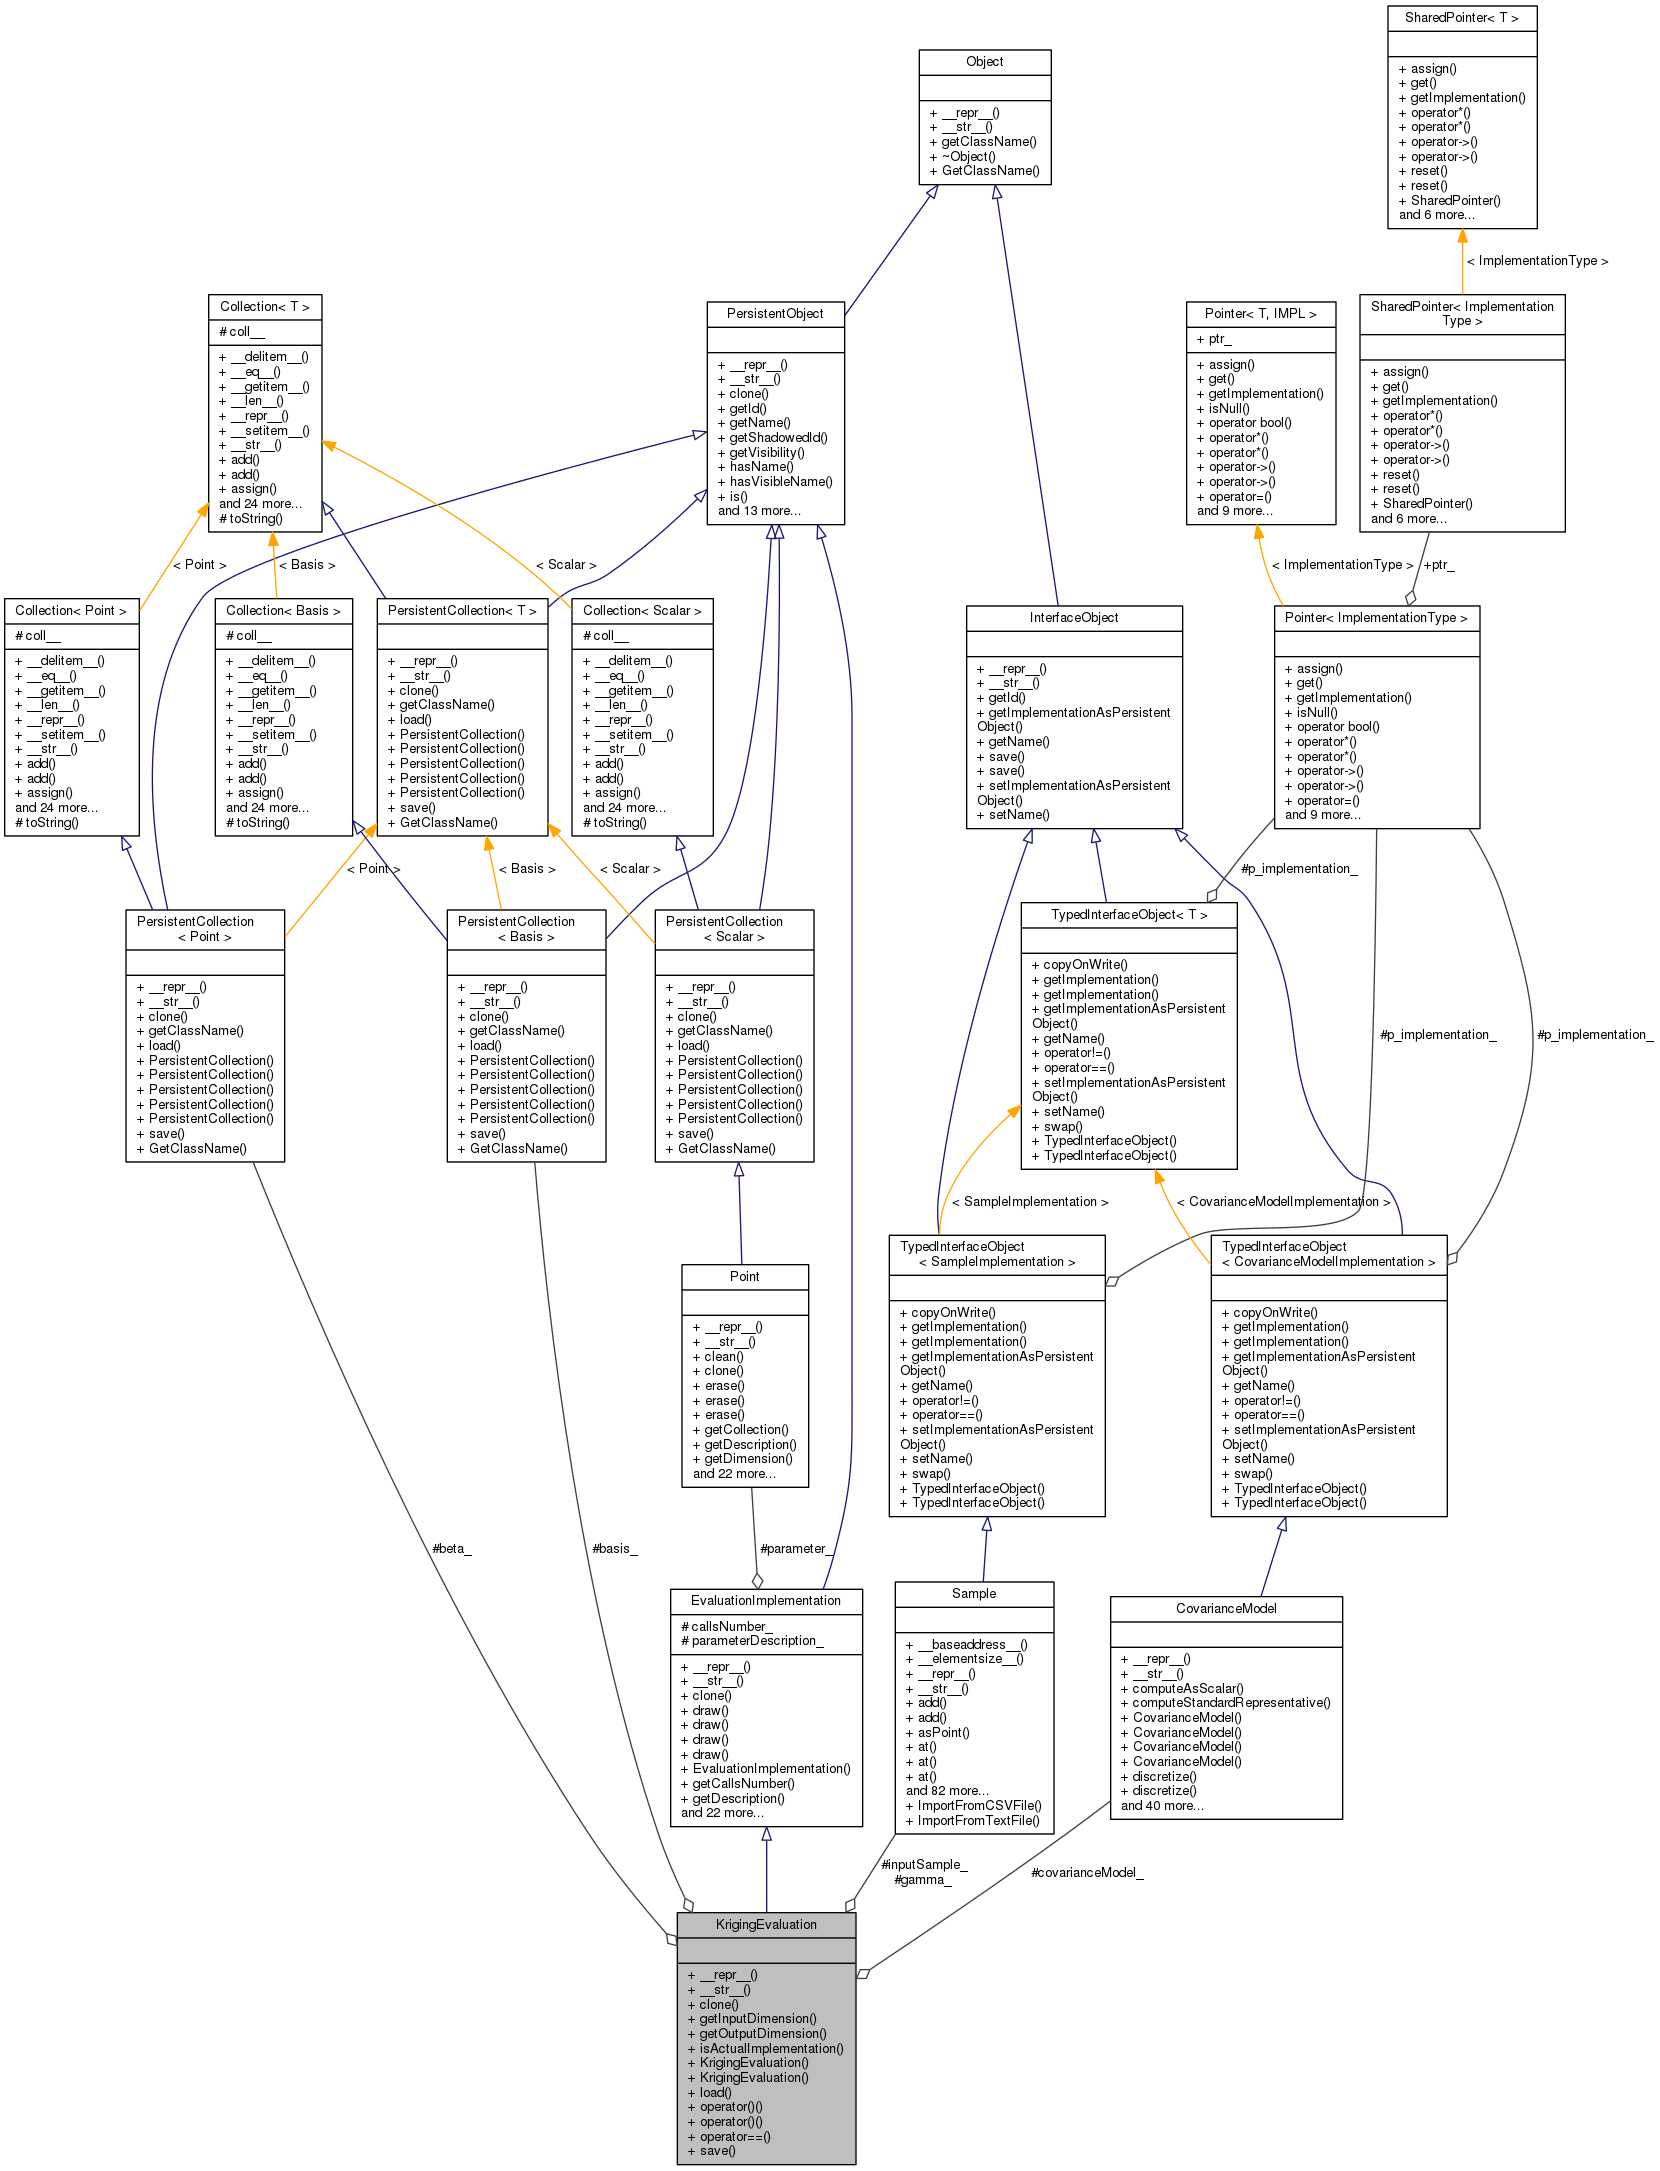 SharedPointer< T >
+ assign()
+ get()
+ getImplementation()
+ operator*()
+ operator*()
+ operator->()
+ operator->()
+ reset()
+ reset()
+ SharedPointer()
and 6 more...
Object
+ __repr__()
+ __str__()
+ getClassName()
+ ~Object()
+ GetClassName()
< ImplementationType >
Collection< T >
# coll__
+ __delitem__()
+ __eq__()
+ __getitem__()
+ __len__()
+ __repr__()
+ __setitem__()
+ __str__()
+ add()
+ add()
+ assign()
and 24 more...
# toString()
PersistentObject
+ __repr__()
+ __str__()
+ clone()
+ getId()
+ getName()
+ getShadowedId()
+ getVisibility()
+ hasName()
+ hasVisibleName()
+ is()
and 13 more...
Pointer< T, IMPL >
+ ptr_
+ assign()
+ get()
+ getImplementation()
+ isNull()
+ operator bool()
+ operator*()
+ operator*()
+ operator->()
+ operator->()
+ operator=()
and 9 more...
SharedPointer< Implementation
Type >
+ assign()
+ get()
+ getImplementation()
+ operator*()
+ operator*()
+ operator->()
+ operator->()
+ reset()
+ reset()
+ SharedPointer()
and 6 more...
< Point >
< Basis >
< Scalar >
< ImplementationType >
+ptr_
Collection< Point >
# coll__
+ __delitem__()
+ __eq__()
+ __getitem__()
+ __len__()
+ __repr__()
+ __setitem__()
+ __str__()
+ add()
+ add()
+ assign()
and 24 more...
# toString()
Collection< Basis >
# coll__
+ __delitem__()
+ __eq__()
+ __getitem__()
+ __len__()
+ __repr__()
+ __setitem__()
+ __str__()
+ add()
+ add()
+ assign()
and 24 more...
# toString()
PersistentCollection< T >
+ __repr__()
+ __str__()
+ clone()
+ getClassName()
+ load()
+ PersistentCollection()
+ PersistentCollection()
+ PersistentCollection()
+ PersistentCollection()
+ PersistentCollection()
+ save()
+ GetClassName()
Collection< Scalar >
# coll__
+ __delitem__()
+ __eq__()
+ __getitem__()
+ __len__()
+ __repr__()
+ __setitem__()
+ __str__()
+ add()
+ add()
+ assign()
and 24 more...
# toString()
InterfaceObject
+ __repr__()
+ __str__()
+ getId()
+ getImplementationAsPersistent
Object()
+ getName()
+ save()
+ save()
+ setImplementationAsPersistent
Object()
+ setName()
Pointer< ImplementationType >
+ assign()
+ get()
+ getImplementation()
+ isNull()
+ operator bool()
+ operator*()
+ operator*()
+ operator->()
+ operator->()
+ operator=()
and 9 more...
< Point >
< Basis >
< Scalar >
#p_implementation_
PersistentCollection
< Point >
+ __repr__()
+ __str__()
+ clone()
+ getClassName()
+ load()
+ PersistentCollection()
+ PersistentCollection()
+ PersistentCollection()
+ PersistentCollection()
+ PersistentCollection()
+ save()
+ GetClassName()
PersistentCollection
< Basis >
+ __repr__()
+ __str__()
+ clone()
+ getClassName()
+ load()
+ PersistentCollection()
+ PersistentCollection()
+ PersistentCollection()
+ PersistentCollection()
+ PersistentCollection()
+ save()
+ GetClassName()
PersistentCollection
< Scalar >
+ __repr__()
+ __str__()
+ clone()
+ getClassName()
+ load()
+ PersistentCollection()
+ PersistentCollection()
+ PersistentCollection()
+ PersistentCollection()
+ PersistentCollection()
+ save()
+ GetClassName()
TypedInterfaceObject< T >
+ copyOnWrite()
+ getImplementation()
+ getImplementation()
+ getImplementationAsPersistent
Object()
+ getName()
+ operator!=()
+ operator==()
+ setImplementationAsPersistent
Object()
+ setName()
+ swap()
+ TypedInterfaceObject()
+ TypedInterfaceObject()
#p_implementation_
#p_implementation_
< SampleImplementation >
< CovarianceModelImplementation >
Point
+ __repr__()
+ __str__()
+ clean()
+ clone()
+ erase()
+ erase()
+ erase()
+ getCollection()
+ getDescription()
+ getDimension()
and 22 more...
TypedInterfaceObject
< SampleImplementation >
+ copyOnWrite()
+ getImplementation()
+ getImplementation()
+ getImplementationAsPersistent
Object()
+ getName()
+ operator!=()
+ operator==()
+ setImplementationAsPersistent
Object()
+ setName()
+ swap()
+ TypedInterfaceObject()
+ TypedInterfaceObject()
TypedInterfaceObject
< CovarianceModelImplementation >
+ copyOnWrite()
+ getImplementation()
+ getImplementation()
+ getImplementationAsPersistent
Object()
+ getName()
+ operator!=()
+ operator==()
+ setImplementationAsPersistent
Object()
+ setName()
+ swap()
+ TypedInterfaceObject()
+ TypedInterfaceObject()
#beta_
#basis_
#parameter_
EvaluationImplementation
# callsNumber_
# parameterDescription_
+ __repr__()
+ __str__()
+ clone()
+ draw()
+ draw()
+ draw()
+ draw()
+ EvaluationImplementation()
+ getCallsNumber()
+ getDescription()
and 22 more...
Sample
+ __baseaddress__()
+ __elementsize__()
+ __repr__()
+ __str__()
+ add()
+ add()
+ asPoint()
+ at()
+ at()
+ at()
and 82 more...
+ ImportFromCSVFile()
+ ImportFromTextFile()
CovarianceModel
+ __repr__()
+ __str__()
+ computeAsScalar()
+ computeStandardRepresentative()
+ CovarianceModel()
+ CovarianceModel()
+ CovarianceModel()
+ CovarianceModel()
+ discretize()
+ discretize()
and 40 more...
#inputSample_
#gamma_
#covarianceModel_
KrigingEvaluation
+ __repr__()
+ __str__()
+ clone()
+ getInputDimension()
+ getOutputDimension()
+ isActualImplementation()
+ KrigingEvaluation()
+ KrigingEvaluation()
+ load()
+ operator()()
+ operator()()
+ operator==()
+ save()